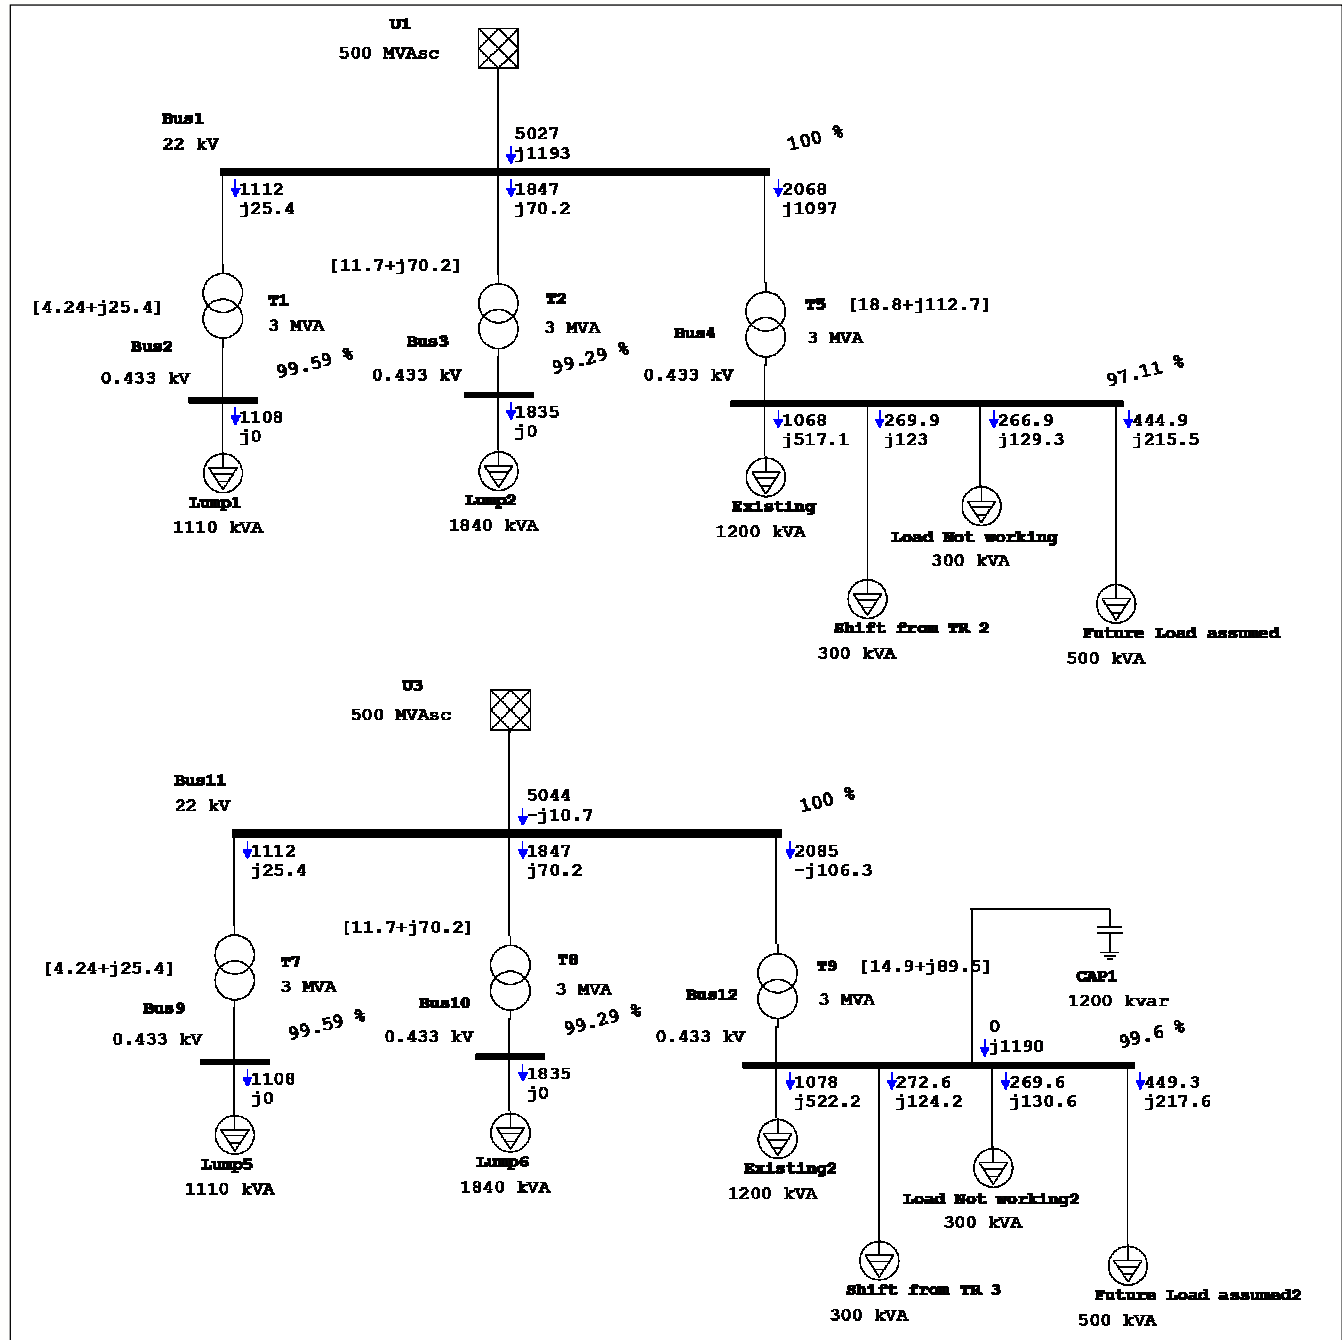 U1
500 MVAsc
Bus1
22 kV
5027
j1193
100 %
1112
j25.4
1847
j70.2
2068
j1097
[4.24+j25.4]
T1
3 MVA
[11.7+j70.2]
T2
3 MVA
T5 [18.8+j112.7]
3 MVA
Bus2
0.433 kV
99.59 %
Bus3
0.433 kV
99.29 %
Bus4
0.433 kV
97.11 %
1108
j0
1835
j0
1068
j517.1
269.9
j123
266.9
j129.3
444.9
j215.5
Lump1
1110 kVA
Lump2
1840 kVA
Existing
1200 kVA
Load Not working
300 kVA
Shift from TR 2
300 kVA
Future Load assumed
500 kVA
U3
500 MVAsc
Bus11
22 kV
5044
-j10.7
100 %
1112
j25.4
1847
j70.2
2085
-j106.3
[4.24+j25.4]
T7
3 MVA
[11.7+j70.2]
T8
3 MVA
T9 [14.9+j89.5]
3 MVA
CAP1
1200 kvar
Bus9
0.433 kV
99.59 %
Bus10
0.433 kV
99.29 %
Bus12
0.433 kV
0
j1190
99.6 %
1108
j0
1835
j0
1078
j522.2
272.6
j124.2
269.6
j130.6
449.3
j217.6
Lump5
1110 kVA
Lump6
1840 kVA
Existing2
1200 kVA
Load Not working2
300 kVA
Shift from TR 3
300 kVA
Future Load assumed2
500 kVA